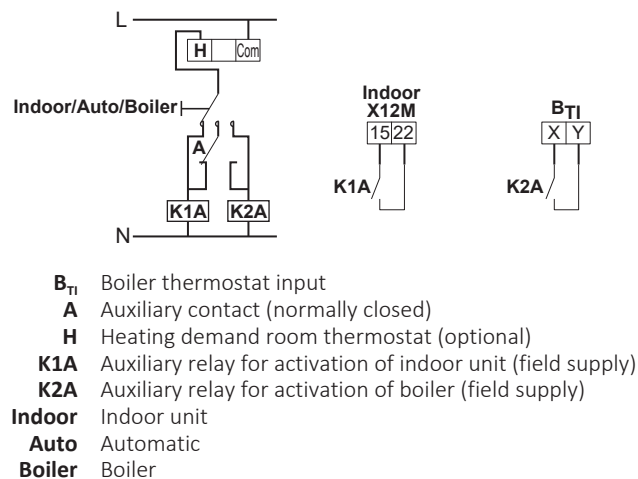 L
H Com
Indoor/Auto/Boiler
A
K1A K2A
N
Indoor
X12M
15 22
K1A
BTI
X Y
K2A
BTI Boiler thermostat input
A Auxiliary contact (normally closed)
H Heating demand room thermostat (optional)
K1A Auxiliary relay for activation of indoor unit (field supply)
K2A Auxiliary relay for activation of boiler (field supply)
Indoor Indoor unit
Auto Automatic
Boiler Boiler